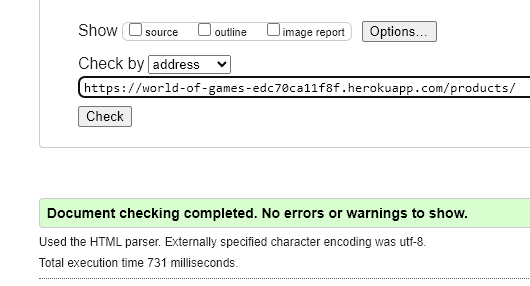 Show source outline image report Options...
Check by address
https://world-of-games-edc70ca11f8f.herokuapp.com/products/
Check
Document checking completed. No errors or warnings to show.
Used the HTML parser. Externally specified character encoding was utf-8.
Total execution time 731 milliseconds.